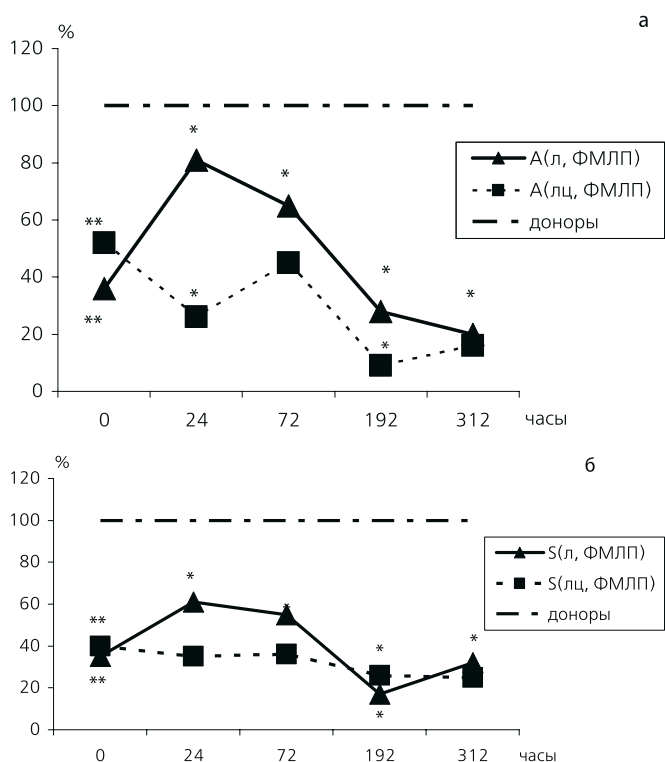 а
%
120
100
80
60
40
20
0
* * * *
** * *
**
0 24 72 192 312 часы
А(л, ФМЛП)
А(лц, ФМЛП)
доноры
б
%
120
100
80
60
40
20
0
* * * *
** *
**
0 24 72 192 312 часы
S(л, ФМЛП)
S(лц, ФМЛП)
доноры